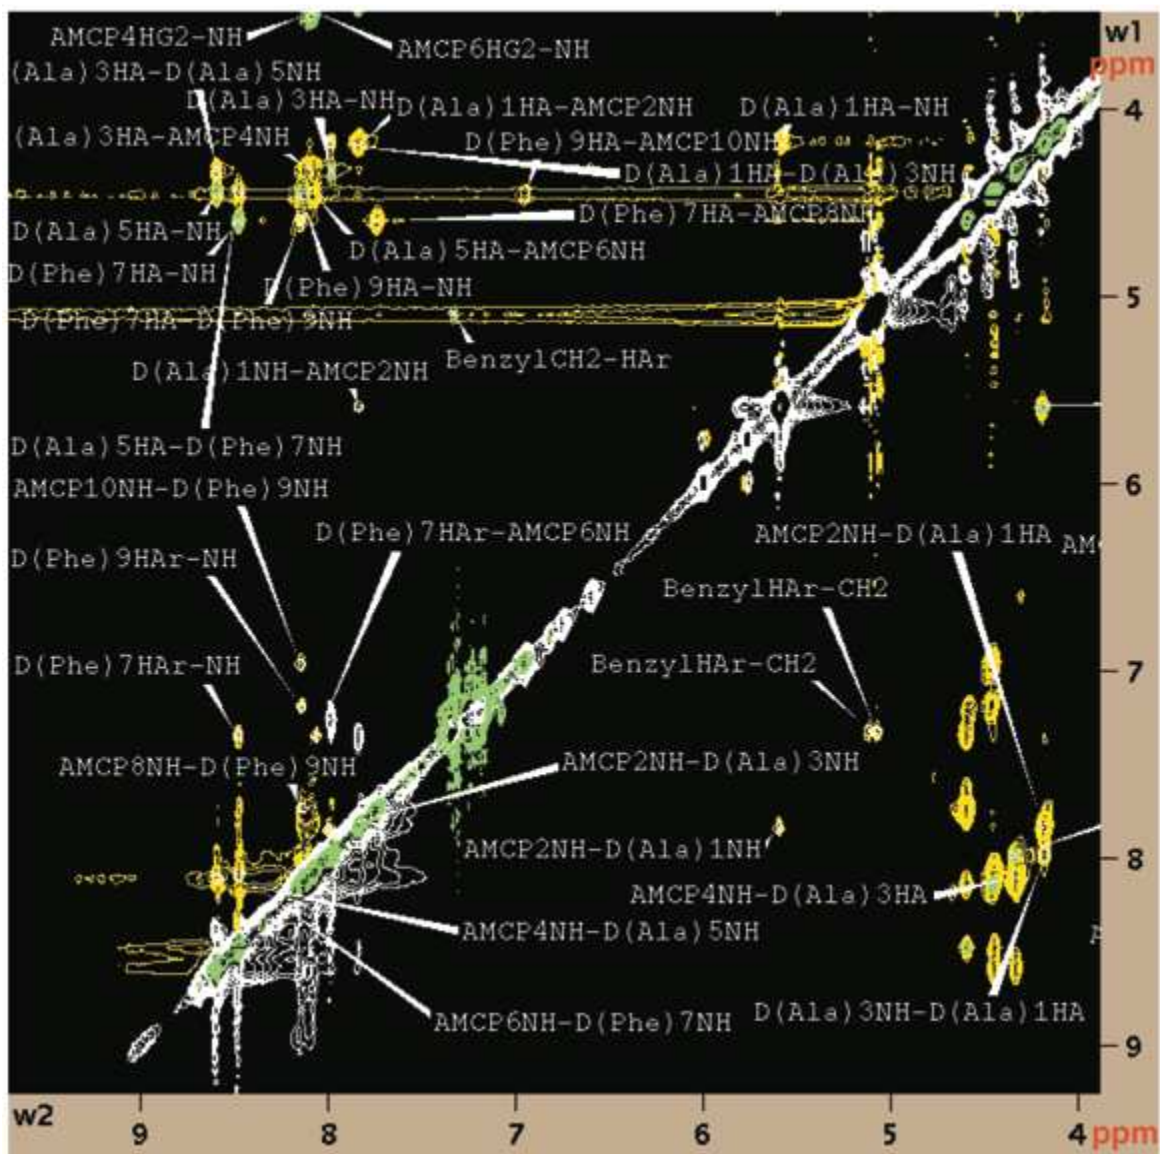 w1
AMCP4HG2-NH
AMCP6HG2-NH
ppm
(Ala)3HA-D(Ala)5NH
D(Ala)3HA-NH
D(Ala)1HA-AMCP2NH
D(Ala)1HA-NH
4
(Ala)3HA-AMCP4NH
D(Phe)9HA-AMCP10NH
D(Ala)1HA-D(Ala)3NH
D(Phe)7HA-AMCP8NH
D(Ala)5HA-NH
D(Ala)5HA-AMCP6NH
D(Phe)7HA-NH
D(Phe)9HA-NH
5
D(Phe)7HA-D(Phe)9NH
BenzylCH2-HAr
D(Ala)1NH-AMCP2NH
D(Ala)5HA-D(Phe)7NH
6
AMCP10NH-D(Phe)9NH
D(Phe)7HAr-AMCP6NH
AMCP2NH-D(Ala)1HA
AM
D(Phe)9HAr-NH
BenzylHAr-CH2
D(Phe)7HAr-NH
BenzylHAr-CH2
7
AMCP8NH-D(Phe)9NH
AMCP2NH-D(Ala)3NH
AMCP2NH-D(Ala)1NH
8
AMCP4NH-D(Ala)3HA
AMCP4NH-D(Ala)5NH
AMCP6NH-D(Phe)7NH
D(Ala)3NH-D(Ala)1HA
9
w2
9 8 7 6 5 4 ppm